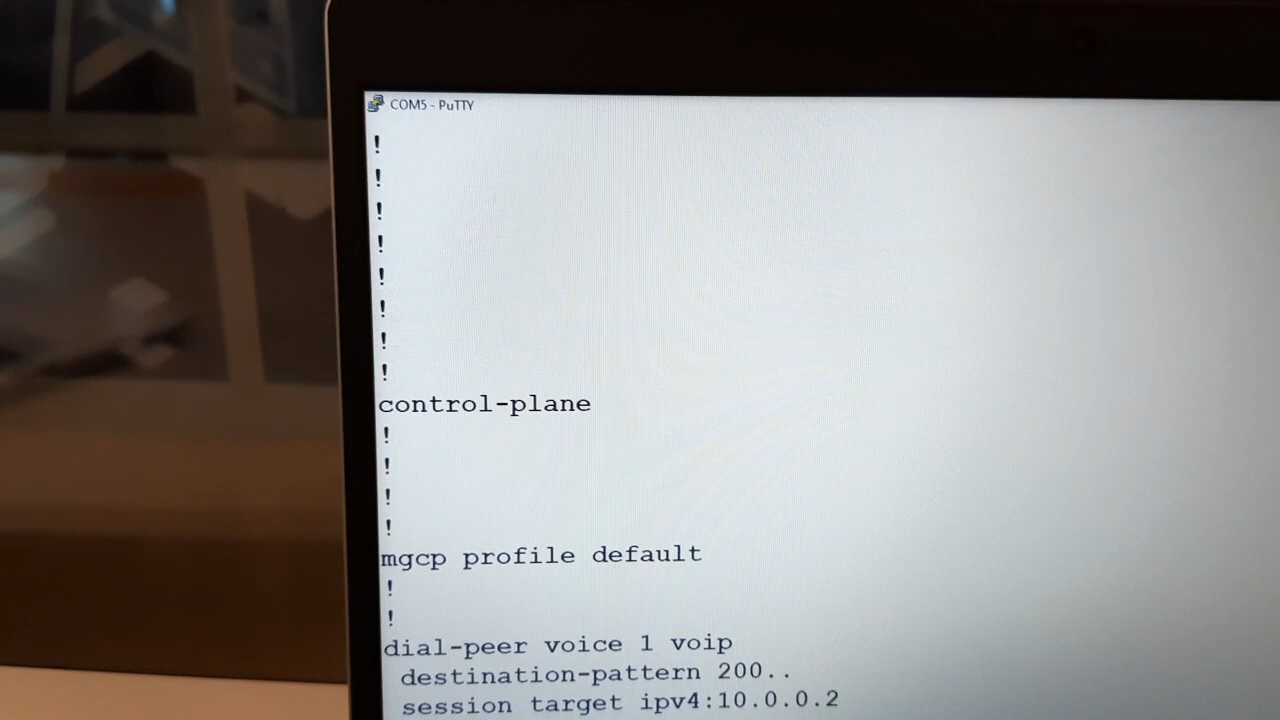 COM5 - PuTTY
!
!
!
!
!
!
!
!
control-plane
!
!
!
!
mgcp profile default
!
!
dial-peer voice 1 voip
destination-pattern 200..
session target ipv4:10.0.0.2